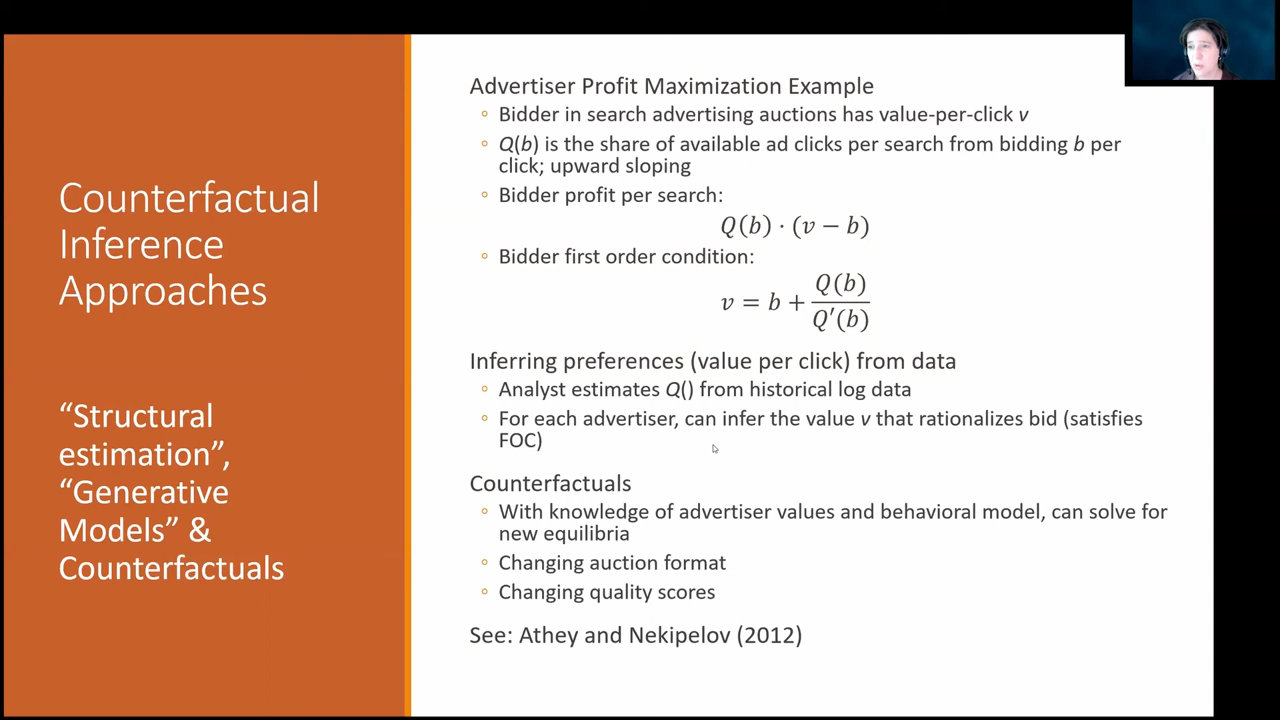 Counterfactual
Inference
Approaches
“Structural
estimation”,
“Generative
Models” &
Counterfactuals
Advertiser Profit Maximization Example
◦ Bidder in search advertising auctions has value-per-click v
◦ Q(b) is the share of available ad clicks per search from bidding b per
click; upward sloping
◦ Bidder profit per search:
Q(b) · (v − b)
◦ Bidder first order condition:
v = b + Q(b) / Q′(b)
Inferring preferences (value per click) from data
◦ Analyst estimates Q() from historical log data
◦ For each advertiser, can infer the value v that rationalizes bid (satisfies
FOC)
Counterfactuals
◦ With knowledge of advertiser values and behavioral model, can solve for
new equilibria
◦ Changing auction format
◦ Changing quality scores
See: Athey and Nekipelov (2012)